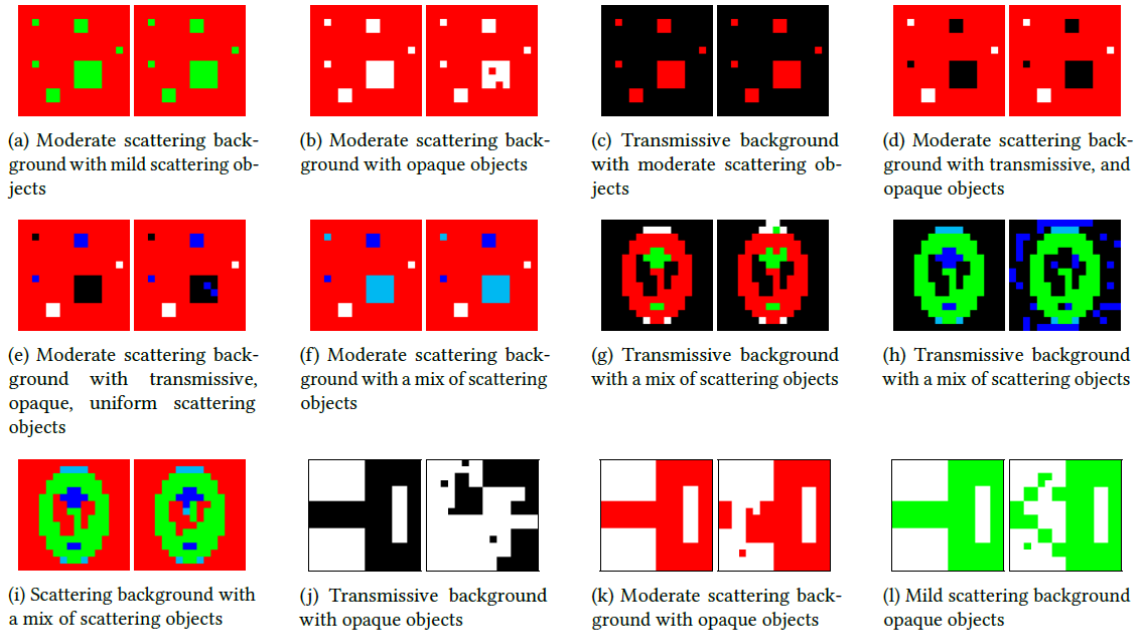 (a) Moderate scattering back-
ground with mild scattering ob-
jects
(b) Moderate scattering back-
ground with opaque objects
(c) Transmissive background
with moderate scattering ob-
jects
(d) Moderate scattering back-
ground with transmissive, and
opaque objects
(e) Moderate scattering back-
ground with transmissive,
opaque, uniform scattering
objects
(f) Moderate scattering back-
ground with a mix of scattering
objects
(g) Transmissive background
with a mix of scattering objects
(h) Transmissive background
with a mix of scattering objects
(i) Scattering background with
a mix of scattering objects
(j) Transmissive background
with opaque objects
(k) Moderate scattering back-
ground with opaque objects
(l) Mild scattering background
opaque objects